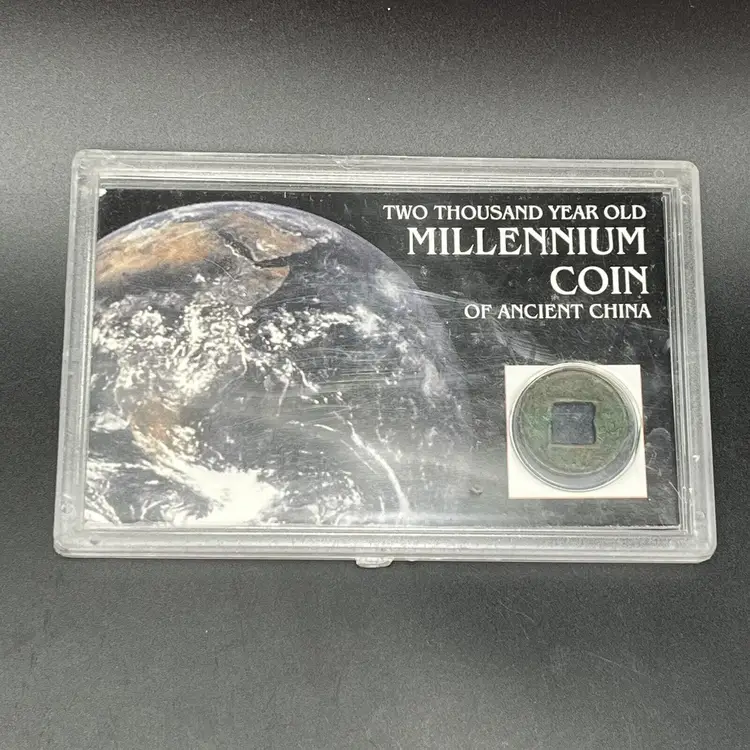 TWO THOUSAND YEAR OLD
MILLENNIUM
COIN
OF ANCIENT CHINA